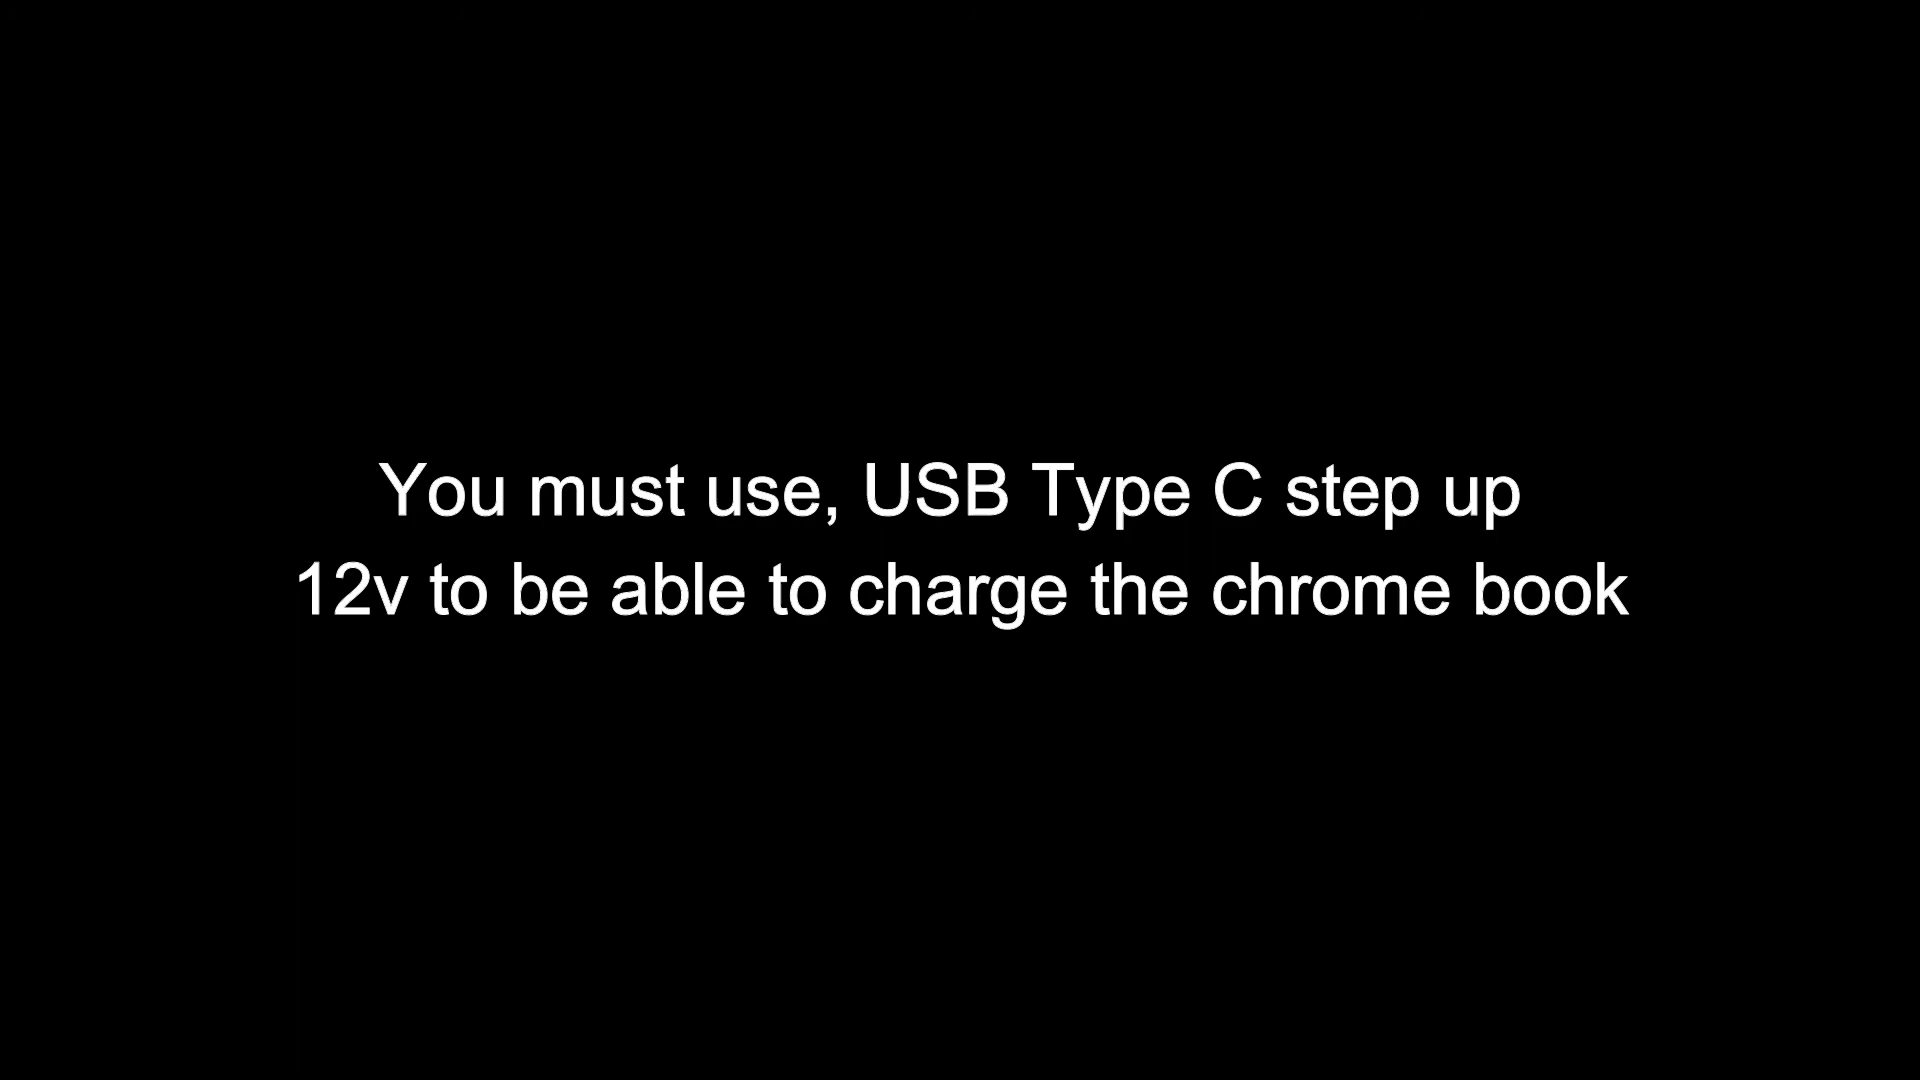 You must use, USB Type C step up
12v to be able to charge the chrome book